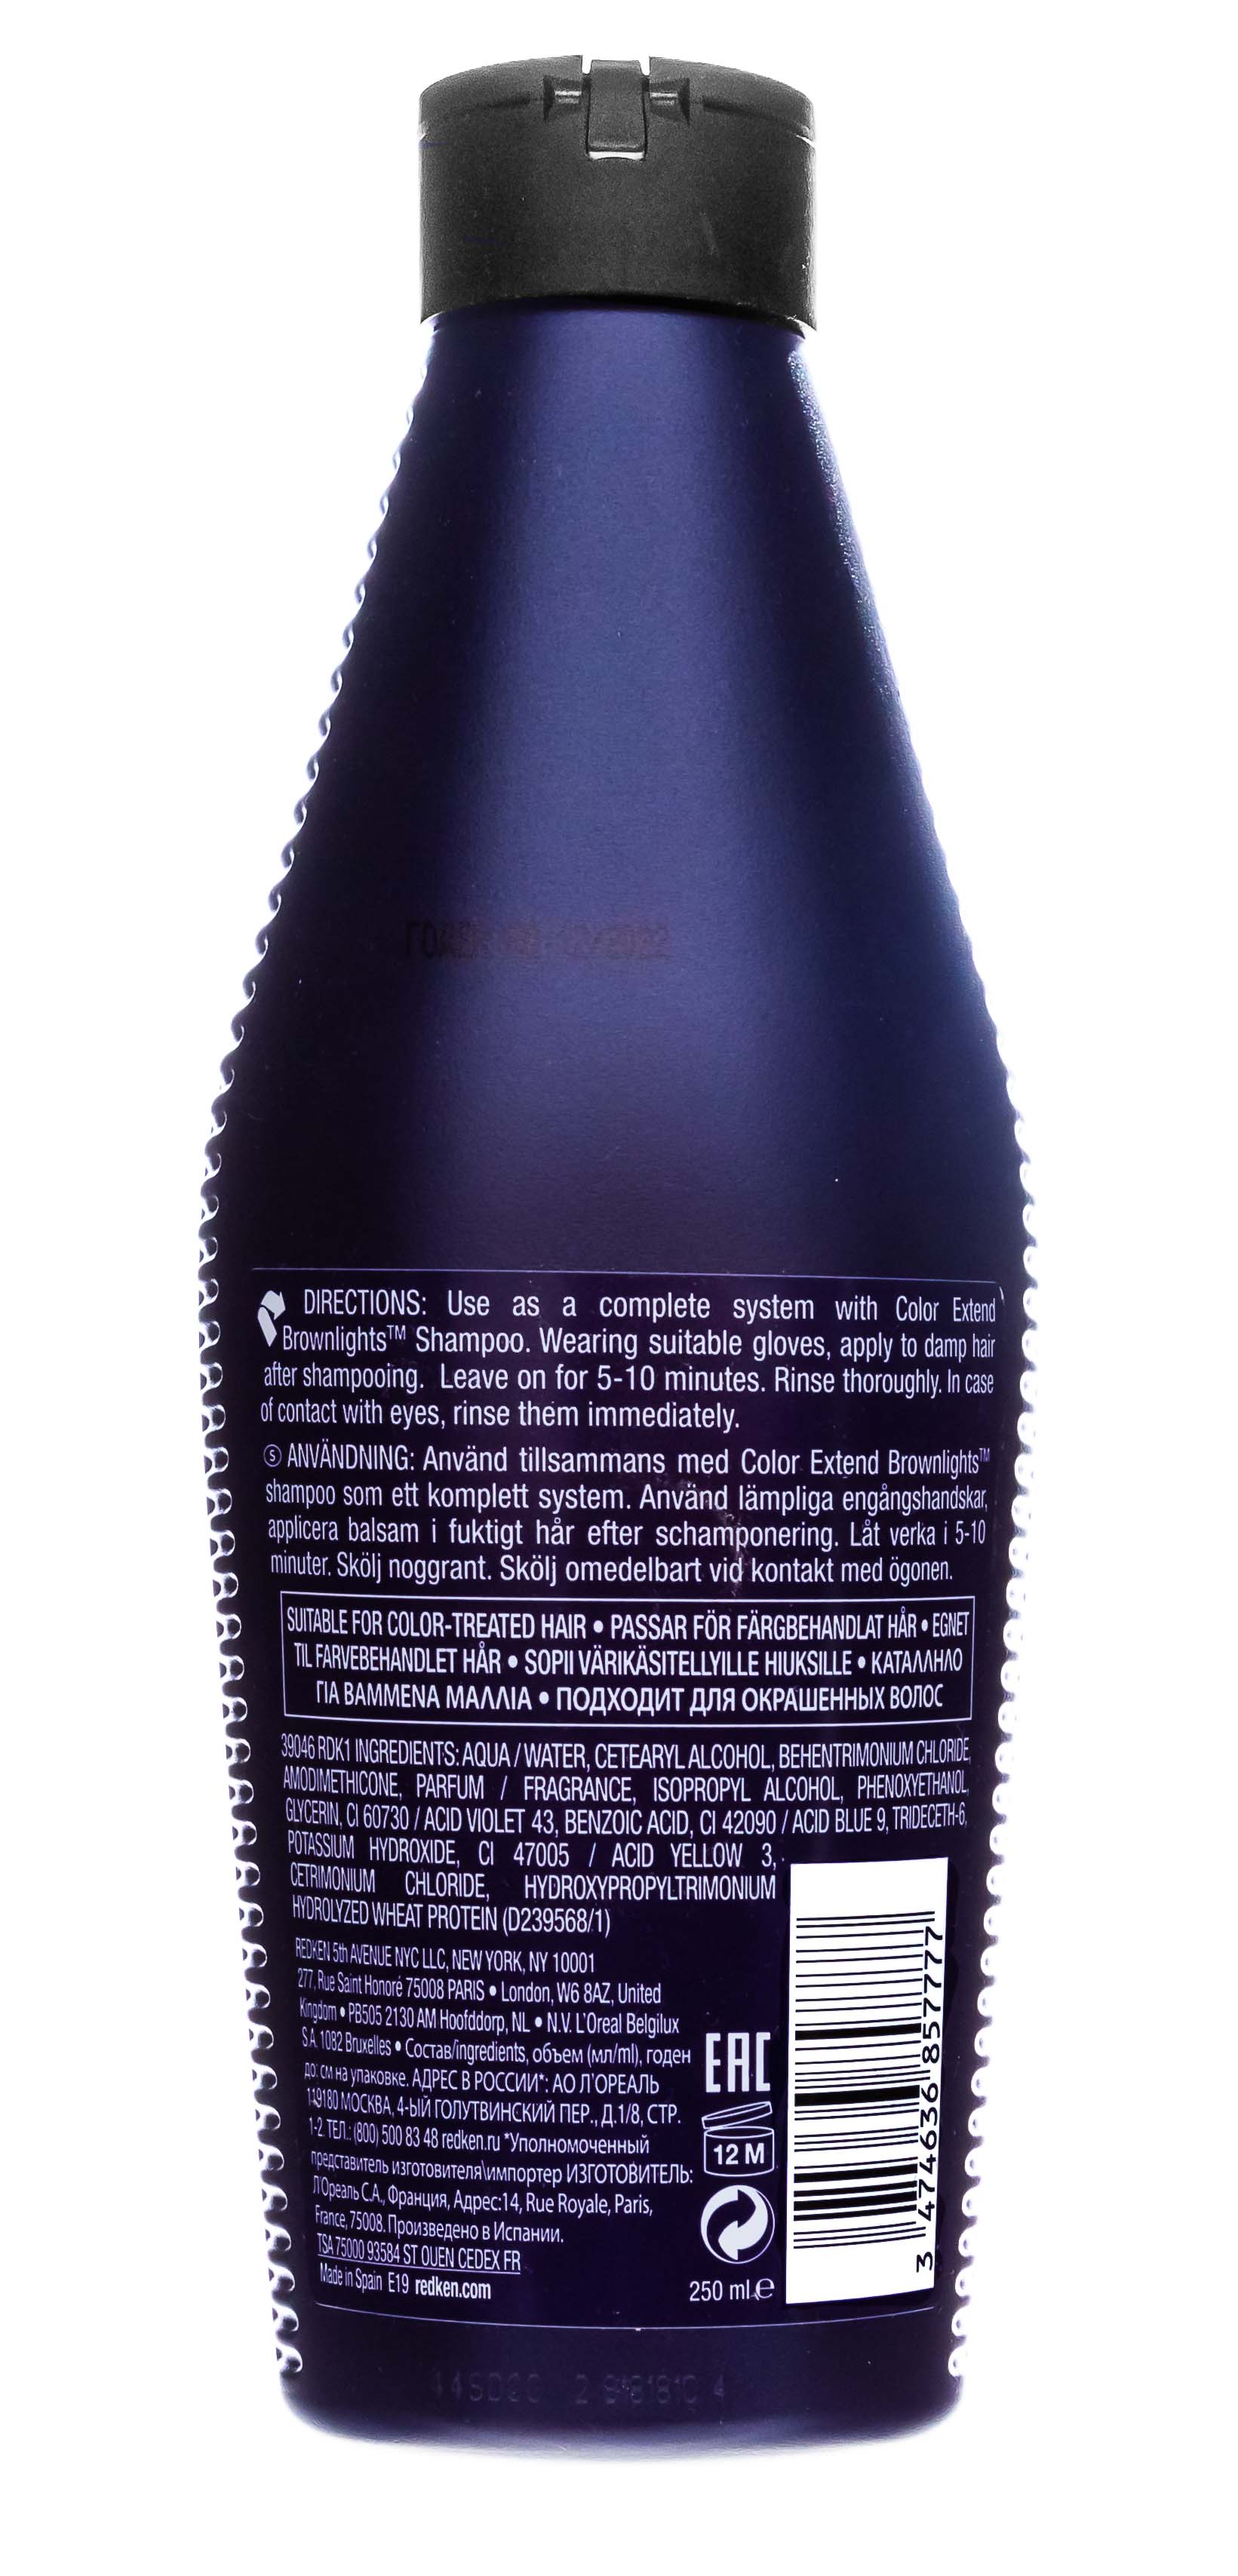 DIRECTIONS: Use as a complete system with Color Extend
Brownlights™ Shampoo. Wearing suitable gloves, apply to damp hair
after shampooing. Leave on for 5-10 minutes. Rinse thoroughly. In case
of contact with eyes, rinse them immediately.
Ⓢ ANVÄNDNING: Använd tillsammans med Color Extend Brownlights™
shampoo som ett komplett system. Använd lämpliga engångshandskar,
applicera balsam i fuktigt hår efter schamponering. Låt verka i 5-10
minuter. Skölj noggrant. Skölj omedelbart vid kontakt med ögonen.
SUITABLE FOR COLOR-TREATED HAIR • PASSAR FÖR FÄRGBEHANDLAT HÅR • EGNET
TIL FARVEBEHANDLET HÅR • SOPII VÄRIKÄSITELLYILLE HIUKSILLE • ΚΑΤΑΛΛΗΛΟ
ΓΙΑ ΒΑΜΜΕΝΑ ΜΑΛΛΙΑ • ПОДХОДИТ ДЛЯ ОКРАШЕННЫХ ВОЛОС
39046 RDK1 INGREDIENTS: AQUA / WATER, CETEARYL ALCOHOL, BEHENTRIMONIUM CHLORIDE,
AMODIMETHICONE, PARFUM / FRAGRANCE, ISOPROPYL ALCOHOL, PHENOXYETHANOL,
GLYCERIN, CI 60730 / ACID VIOLET 43, BENZOIC ACID, CI 42090 / ACID BLUE 9, TRIDECETH-6,
POTASSIUM HYDROXIDE, CI 47005 / ACID YELLOW 3,
CETRIMONIUM CHLORIDE, HYDROXYPROPYLTRIMONIUM
HYDROLYZED WHEAT PROTEIN (D239568/1)
REDKEN 5th AVENUE NYC LLC, NEW YORK, NY 10001
277, Rue Saint Honoré 75008 PARIS • London, W6 8AZ, United
Kingdom • PB505 2130 AM Hoofddorp, NL • N.V. L'Oreal Belgilux
S.A. 1082 Bruxelles • Состав/ingredients, объем (мл/ml), годен
до: см на упаковке. АДРЕС В РОССИИ*: АО Л'ОРЕАЛЬ
119180 МОСКВА, 4-ЫЙ ГОЛУТВИНСКИЙ ПЕР., Д.1/8, СТР.
1-2. ТЕЛ.: (800) 500 83 48 redken.ru *Уполномоченный
представитель изготовителя\импортер ИЗГОТОВИТЕЛЬ:
Л'Ореаль С.А., Франция, Адрес:14, Rue Royale, Paris,
France, 75008. Произведено в Испании.
TSA 75000 93584 ST OUEN CEDEX FR
Made in Spain E19 redken.com
EAC
12 M
250 ml e
3 474636 857777